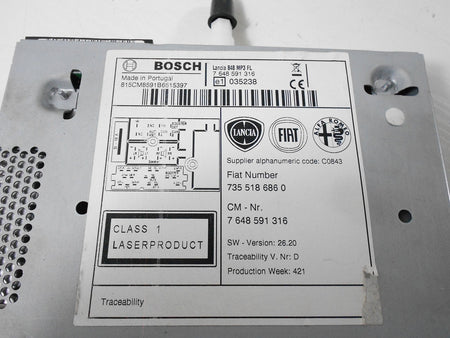 BOSCH
Lancia 848 MP3 FL
7 648 591 316
Made in Portugal
815CM8591B6515397
e1 035238
CE
LANCIA
FIAT
ALFA ROMEO
Supplier alphanumeric code: C0843
Fiat Number
735 518 686 0
CM - Nr.
7 648 591 316
CLASS 1
LASERPRODUCT
SW - Version: 26.20
Traceability V. Nr: D
Production Week: 421
Traceability